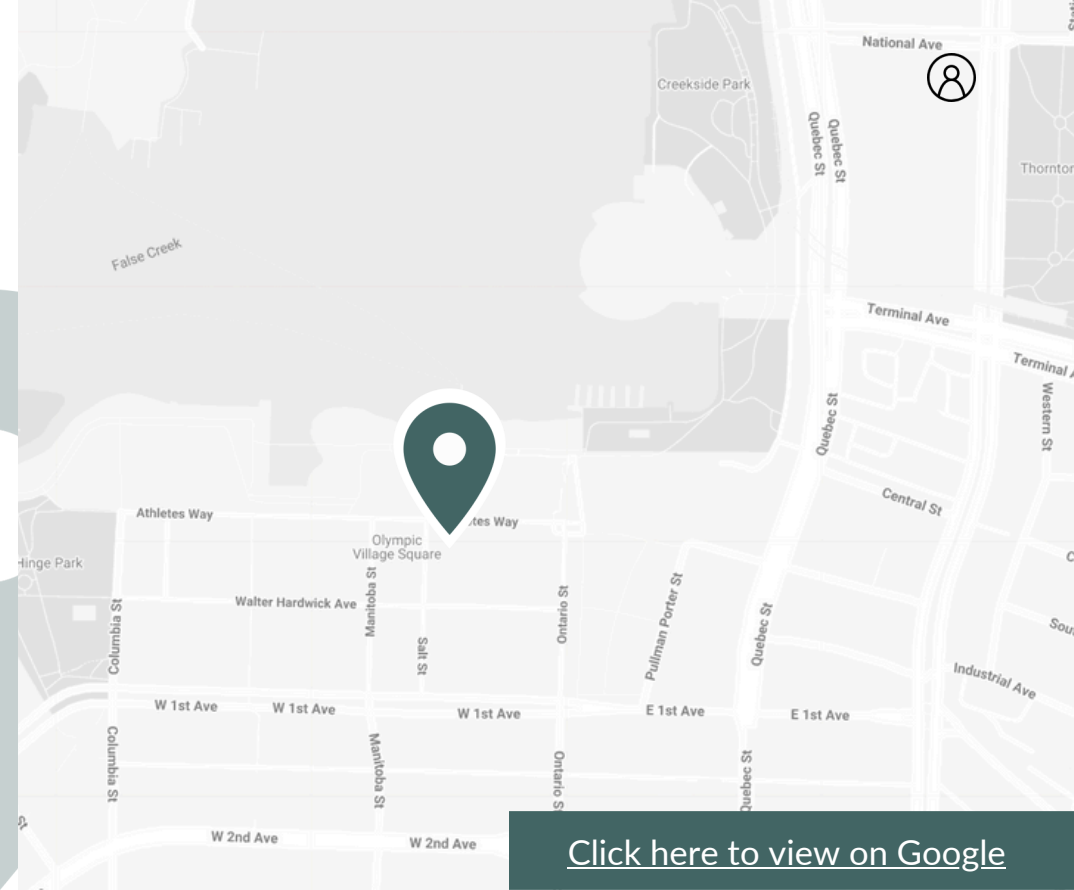 National Ave
Creekside Park
Quebec St
Quebec St
False Creek
Terminal Ave
Terminal
Western St
Quebec St
Central St
Athletes Way
tes Way
Olympic
Village Square
Hinge Park
Walter Hardwick Ave
Manitoba St
Columbia St
Salt St
Ontario St
Pullman Porter St
Quebec St
Industrial Ave
W 1st Ave
W 1st Ave
W 1st Ave
E 1st Ave
E 1st Ave
Columbia St
Manitoba St
Ontario S
Quebec St
St
W 2nd Ave
W 2nd Ave
Click here to view on Google